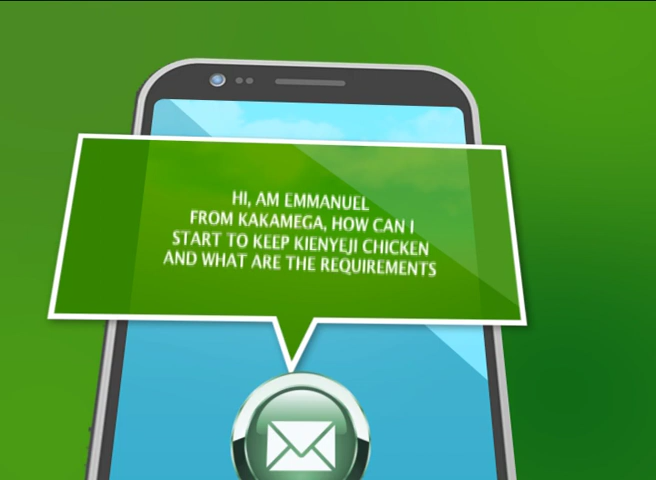 HI, AM EMMANUEL
FROM KAKAMEGA, HOW CAN I
START TO KEEP KIENYEJI CHICKEN
AND WHAT ARE THE REQUIREMENTS